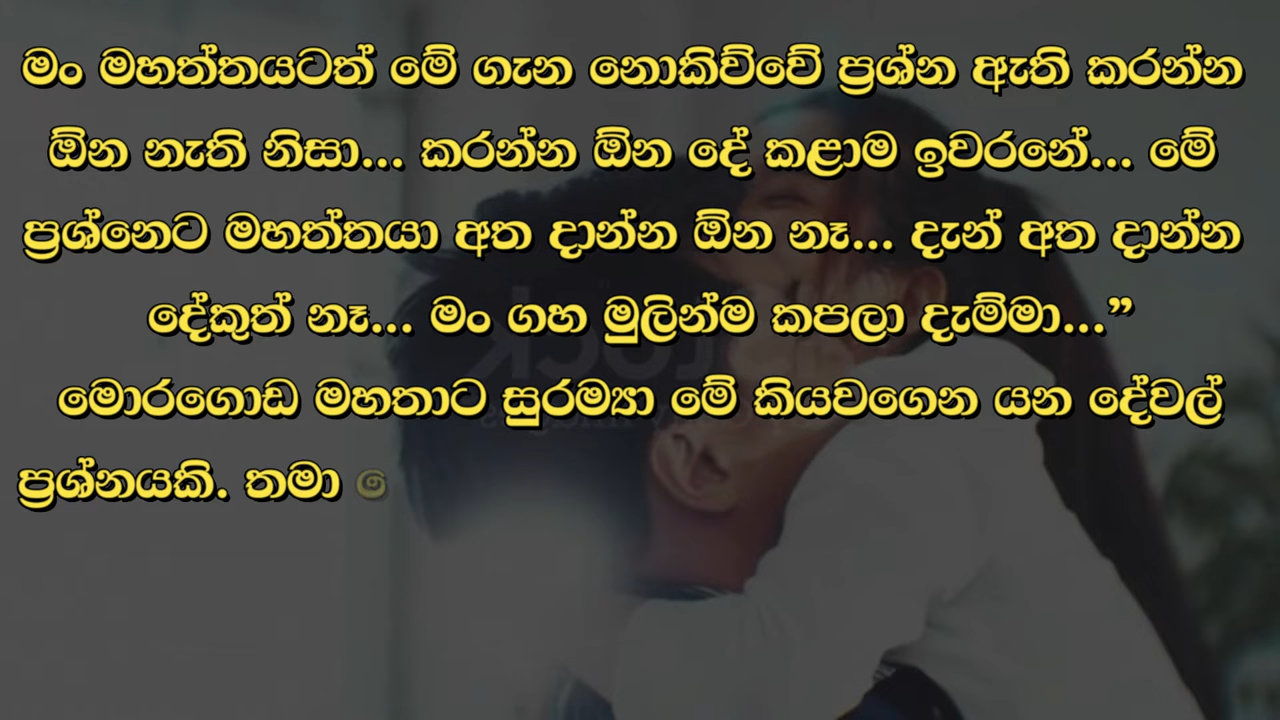 මං මහත්තයටත් මේ ගැන නොකිව්වේ ප්‍රශ්න ඇති කරන්න
ඕන නැති නිසා... කරන්න ඕන දේ කළාම ඉවරනේ... මේ
ප්‍රශ්නෙට මහත්තයා අත දාන්න ඕන නෑ... දැන් අත දාන්න
දේකුත් නෑ... මං ගහ මුලින්ම කපලා දැම්මා...”
මොරගොඩ මහතාට සුරම්‍යා මේ කියවගෙන යන දේවල්
ප්‍රශ්නයකි. තමා